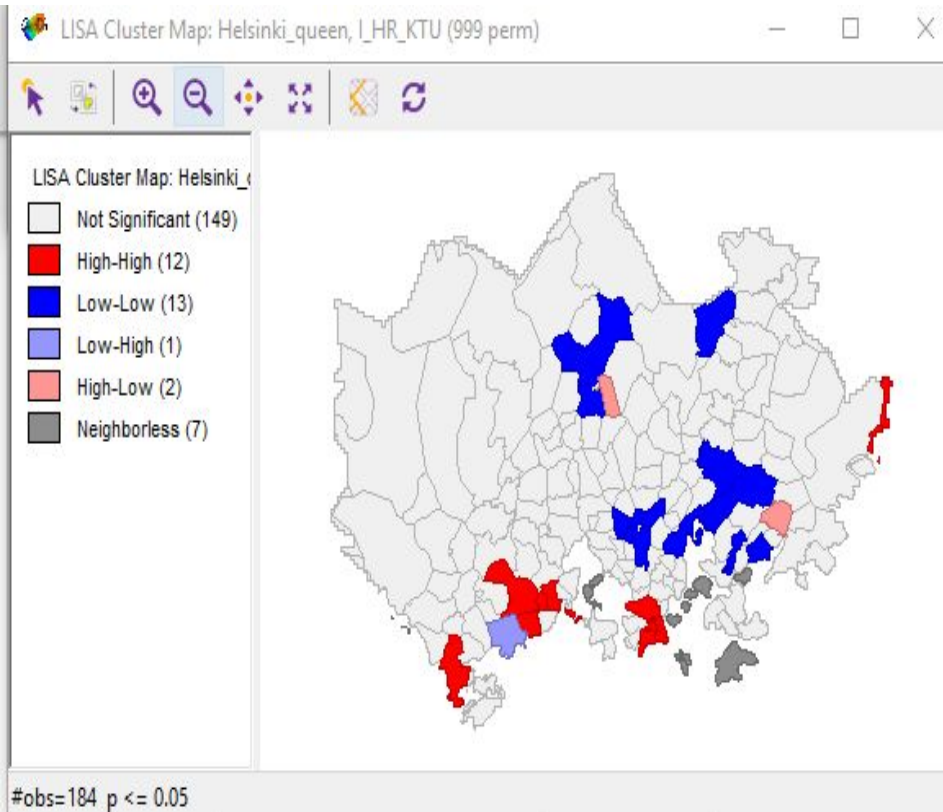 LISA Cluster Map: Helsinki_queen, I_HR_KTU (999 perm)
LISA Cluster Map: Helsinki_
Not Significant (149)
High-High (12)
Low-Low (13)
Low-High (1)
High-Low (2)
Neighborless (7)
#obs=184 p <= 0.05